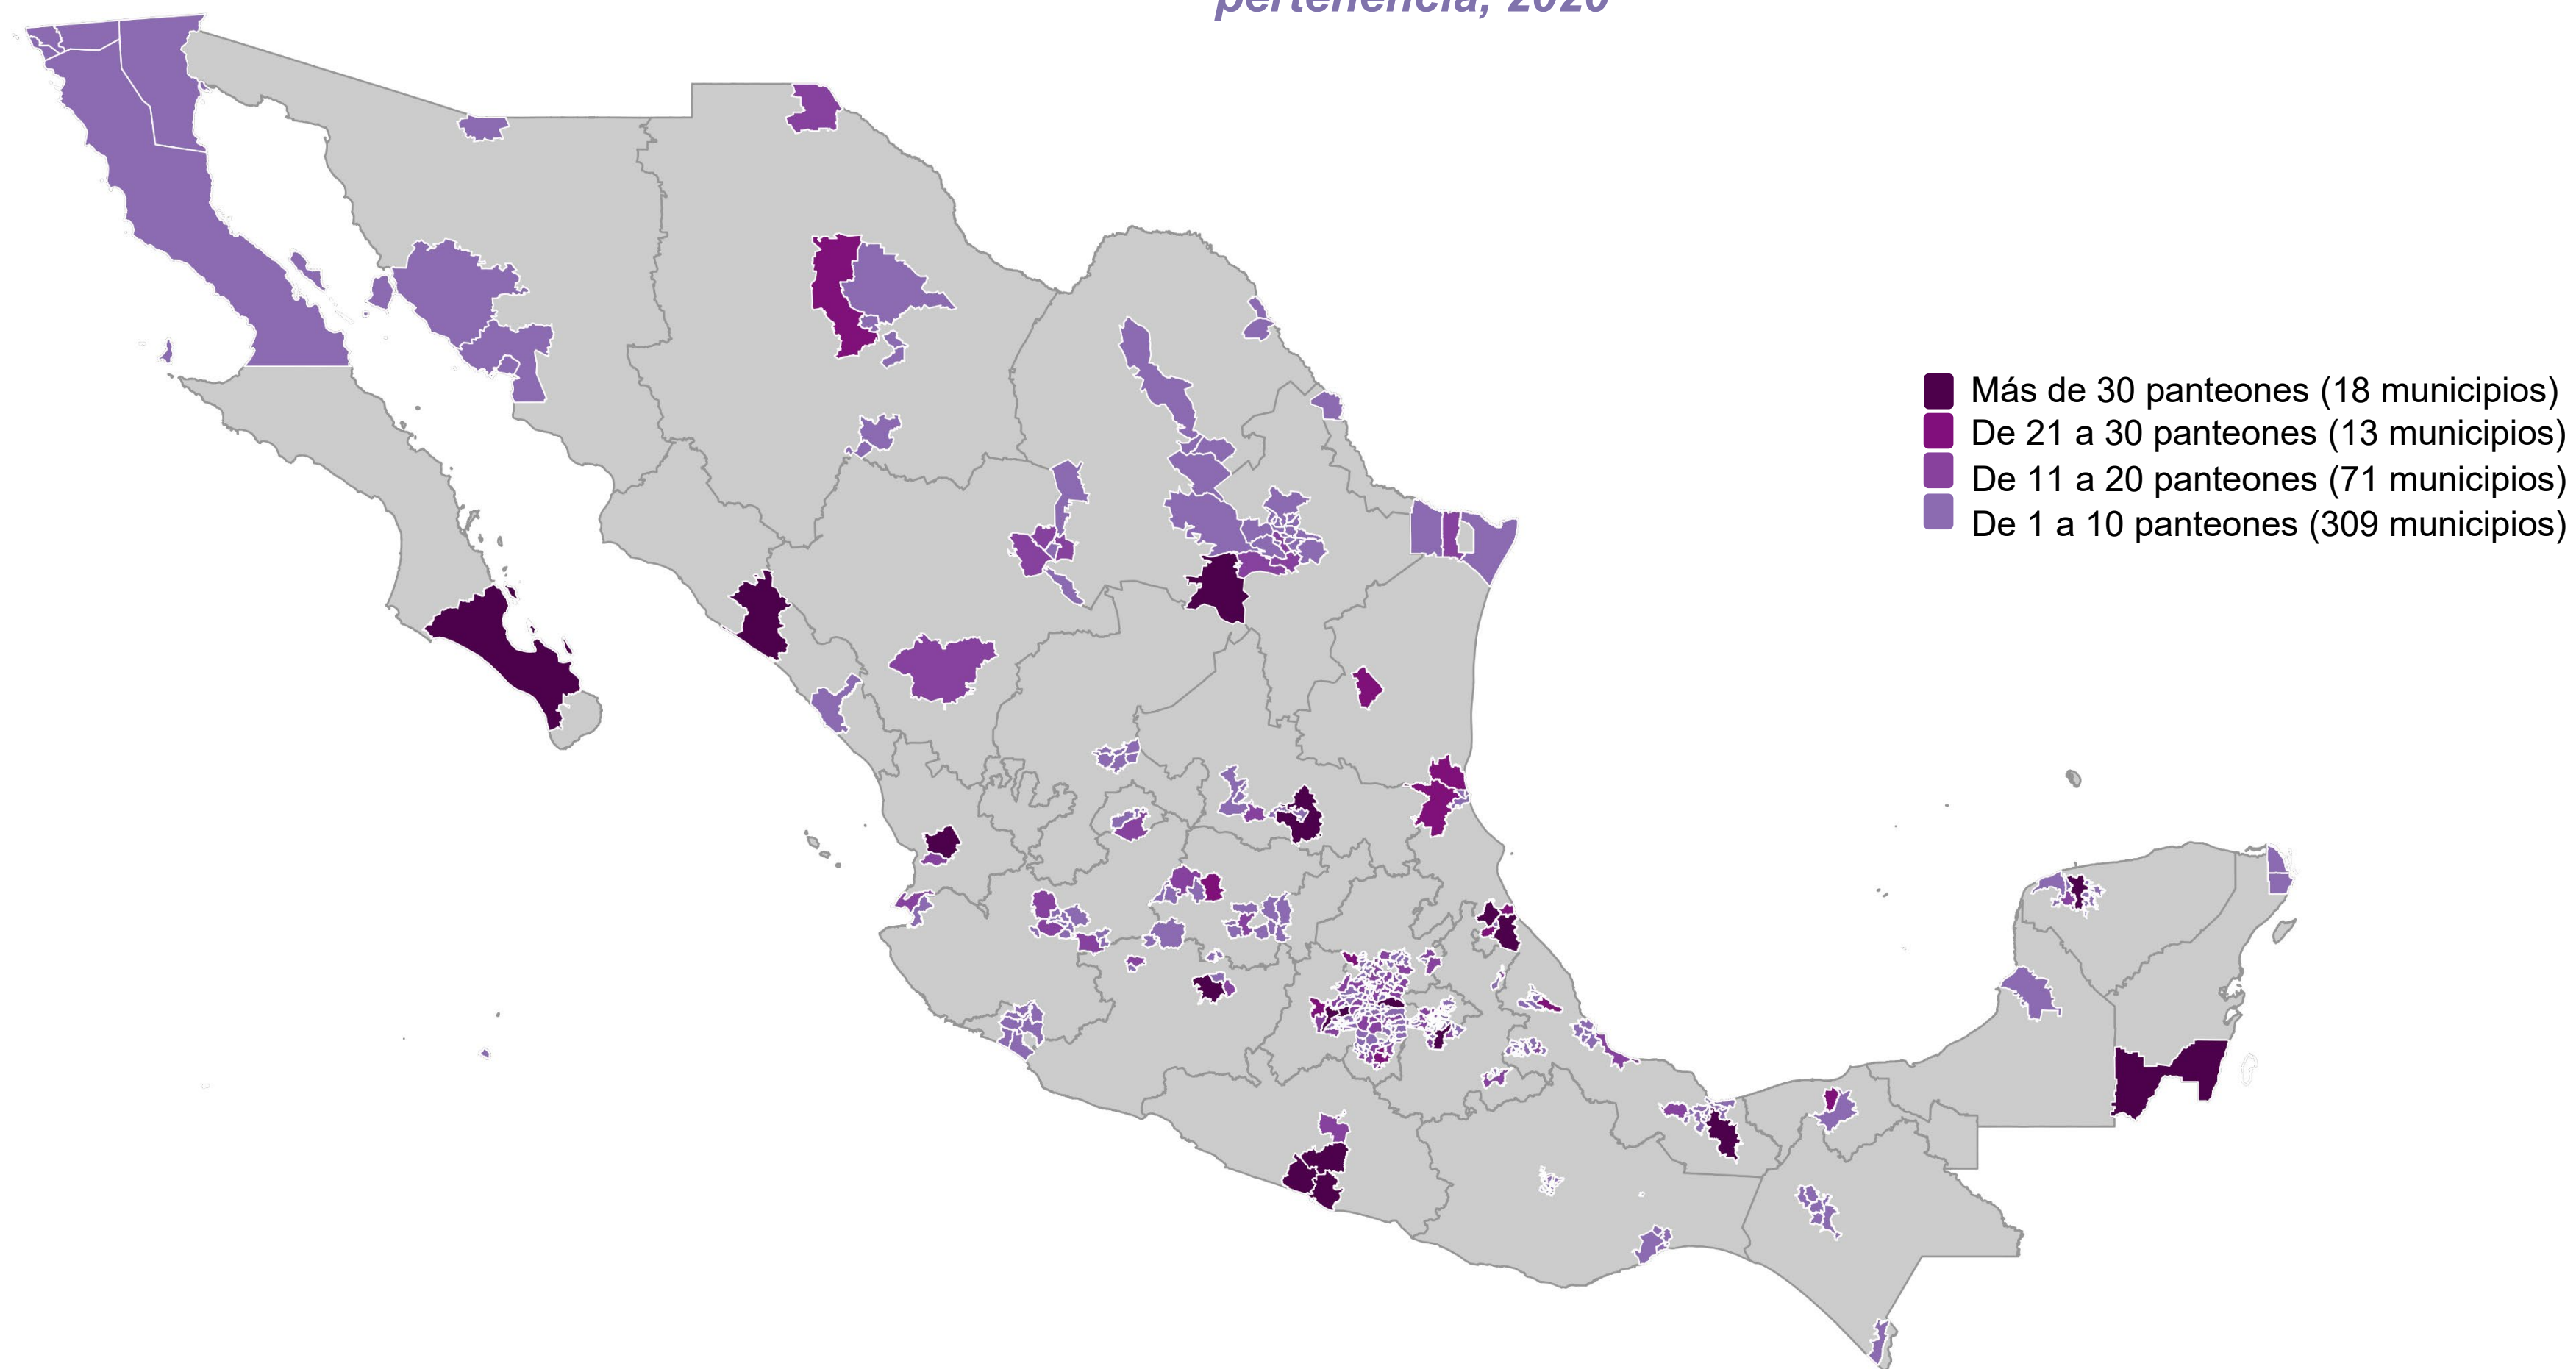 pertenencia, 2020
Más de 30 panteones (18 municipios)
De 21 a 30 panteones (13 municipios)
De 11 a 20 panteones (71 municipios)
De 1 a 10 panteones (309 municipios)